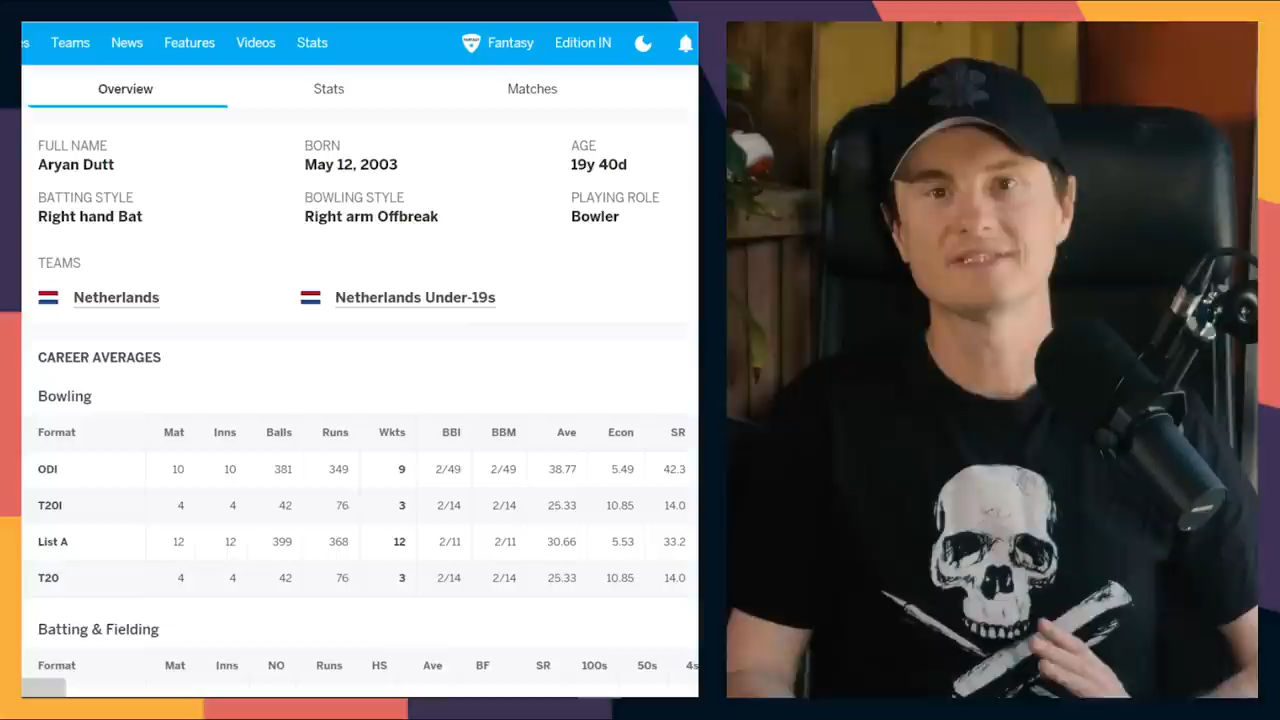 es Teams News Features Videos Stats FANTASY Fantasy Edition IN
Overview Stats Matches
FULL NAME BORN AGE
Aryan Dutt May 12, 2003 19y 40d
BATTING STYLE BOWLING STYLE PLAYING ROLE
Right hand Bat Right arm Offbreak Bowler
TEAMS
Netherlands Netherlands Under-19s
CAREER AVERAGES
Bowling
Format Mat Inns Balls Runs Wkts BBI BBM Ave Econ SR
ODI 10 10 381 349 9 2/49 2/49 38.77 5.49 42.3
T20I 4 4 42 76 3 2/14 2/14 25.33 10.85 14.0
List A 12 12 399 368 12 2/11 2/11 30.66 5.53 33.2
T20 4 4 42 76 3 2/14 2/14 25.33 10.85 14.0
Batting & Fielding
Format Mat Inns NO Runs HS Ave BF SR 100s 50s 4s